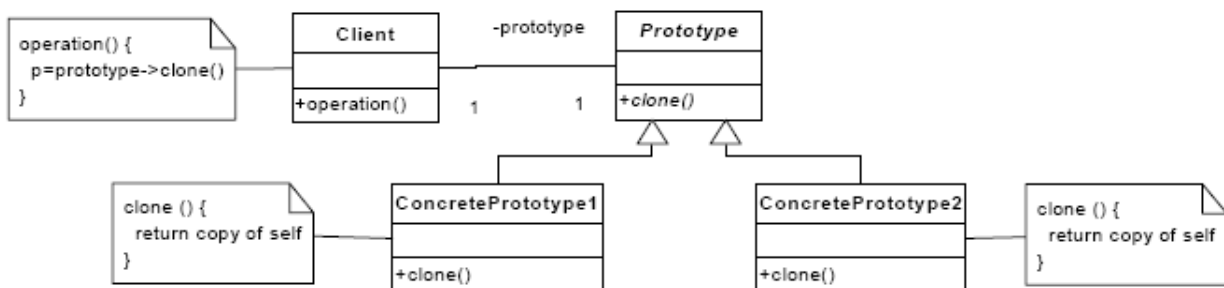 operation() {
p=prototype->clone()
}
Client
+operation()
-prototype
1
1
Prototype
+clone()
clone () {
return copy of self
}
ConcretePrototype1
+clone()
ConcretePrototype2
+clone()
clone () {
return copy of self
}